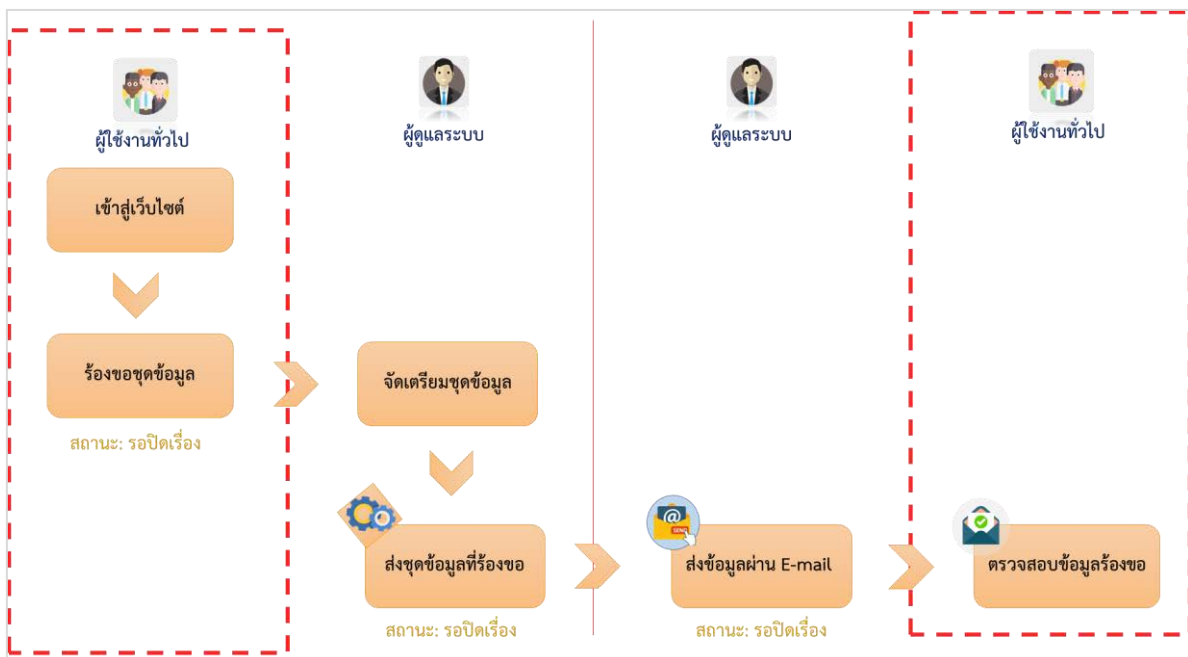 ผู้ใช้งานทั่วไป
ผู้ดูแลระบบ
ผู้ดูแลระบบ
ผู้ใช้งานทั่วไป
เข้าสู่เว็บไซต์
ร้องขอชุดข้อมูล
จัดเตรียมชุดข้อมูล
สถานะ: รอปิดเรื่อง
@
SEND
ส่งชุดข้อมูลที่ร้องขอ
ส่งข้อมูลผ่าน E-mail
ตรวจสอบข้อมูลร้องขอ
สถานะ: รอปิดเรื่อง
สถานะ: รอปิดเรื่อง